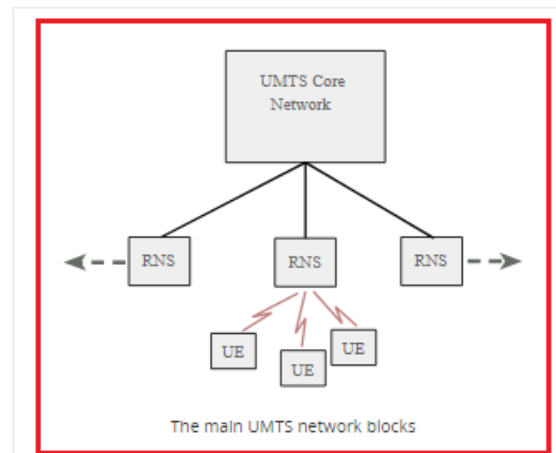 UMTS Core
Network
RNS
RNS
RNS
UE
UE
UE
The main UMTS network blocks